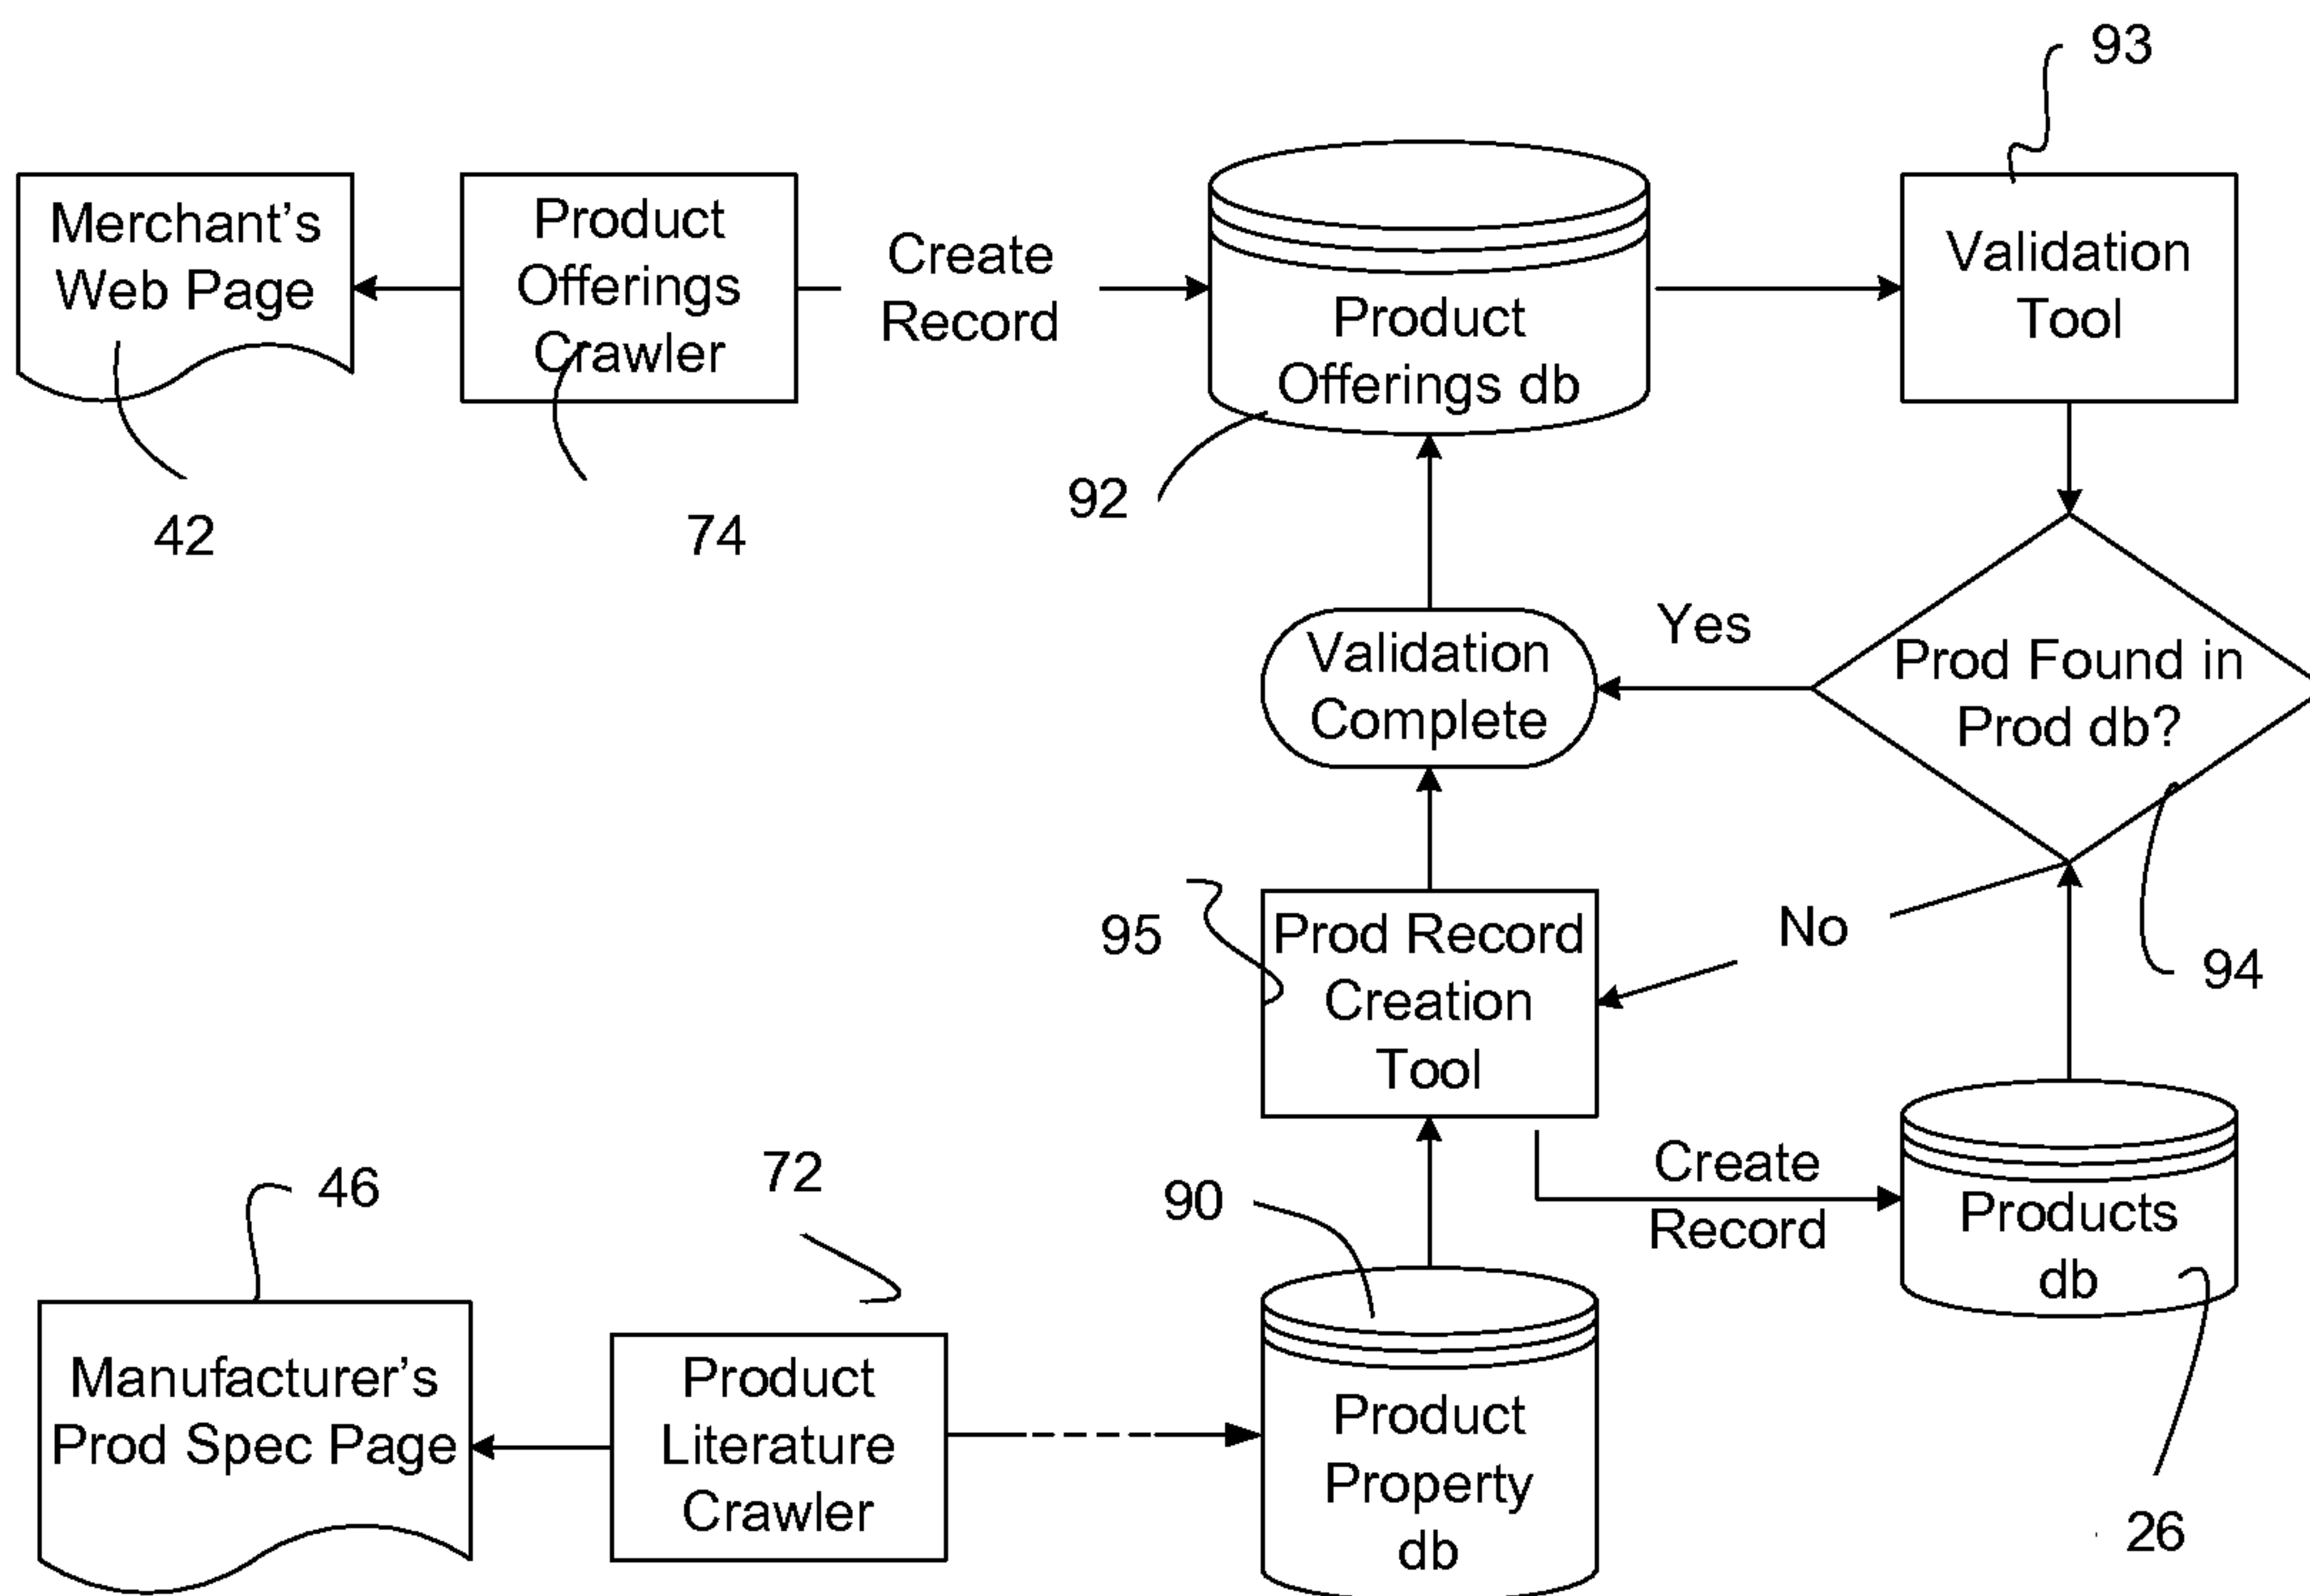 93
Merchant's
Web Page
Product
Offerings
Crawler
Create
Record
Product
Offerings db
Validation
Tool
42
74
92
Validation
Complete
Yes
Prod Found in
Prod db?
95
Prod Record
Creation
Tool
No
94
Create
Record
Products
db
46
72
90
Manufacturer's
Prod Spec Page
Product
Literature
Crawler
Product
Property
db
26